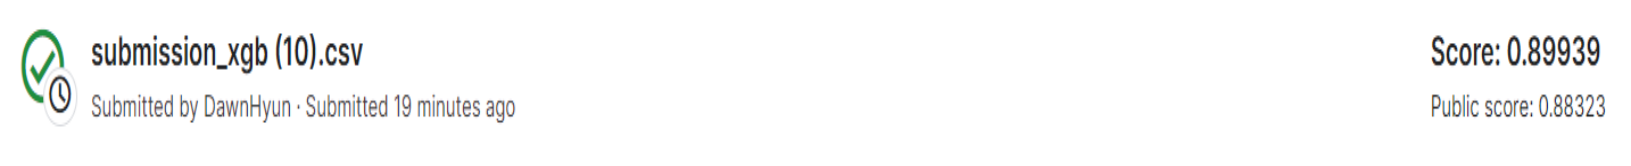 submission_xgb (10).csv
Score: 0.89939
Submitted by DawnHyun · Submitted 19 minutes ago
Public score: 0.88323